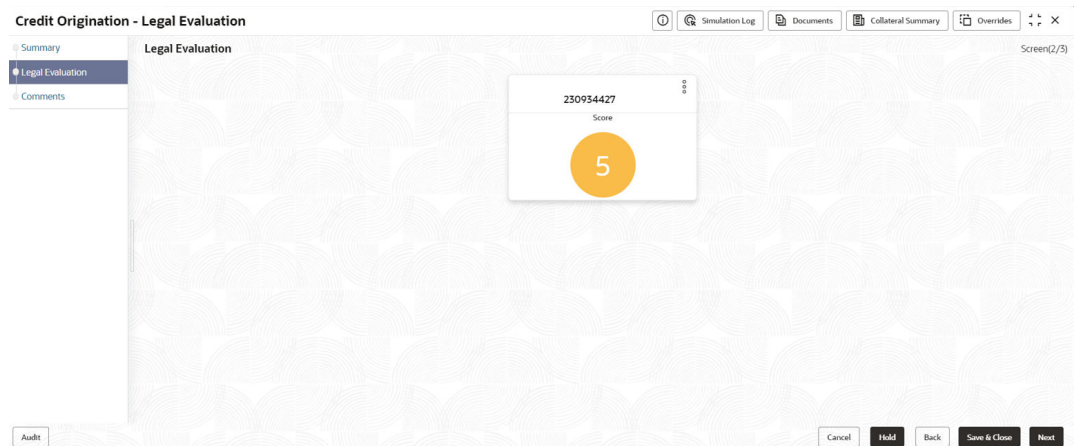 Credit Origination - Legal Evaluation
Simulation Log
Documents
Collateral Summary
Overrides
Summary
Legal Evaluation
Comments
Legal Evaluation
Screen(2/3)
230934427
Score
5
Audit
Cancel
Hold
Back
Save & Close
Next